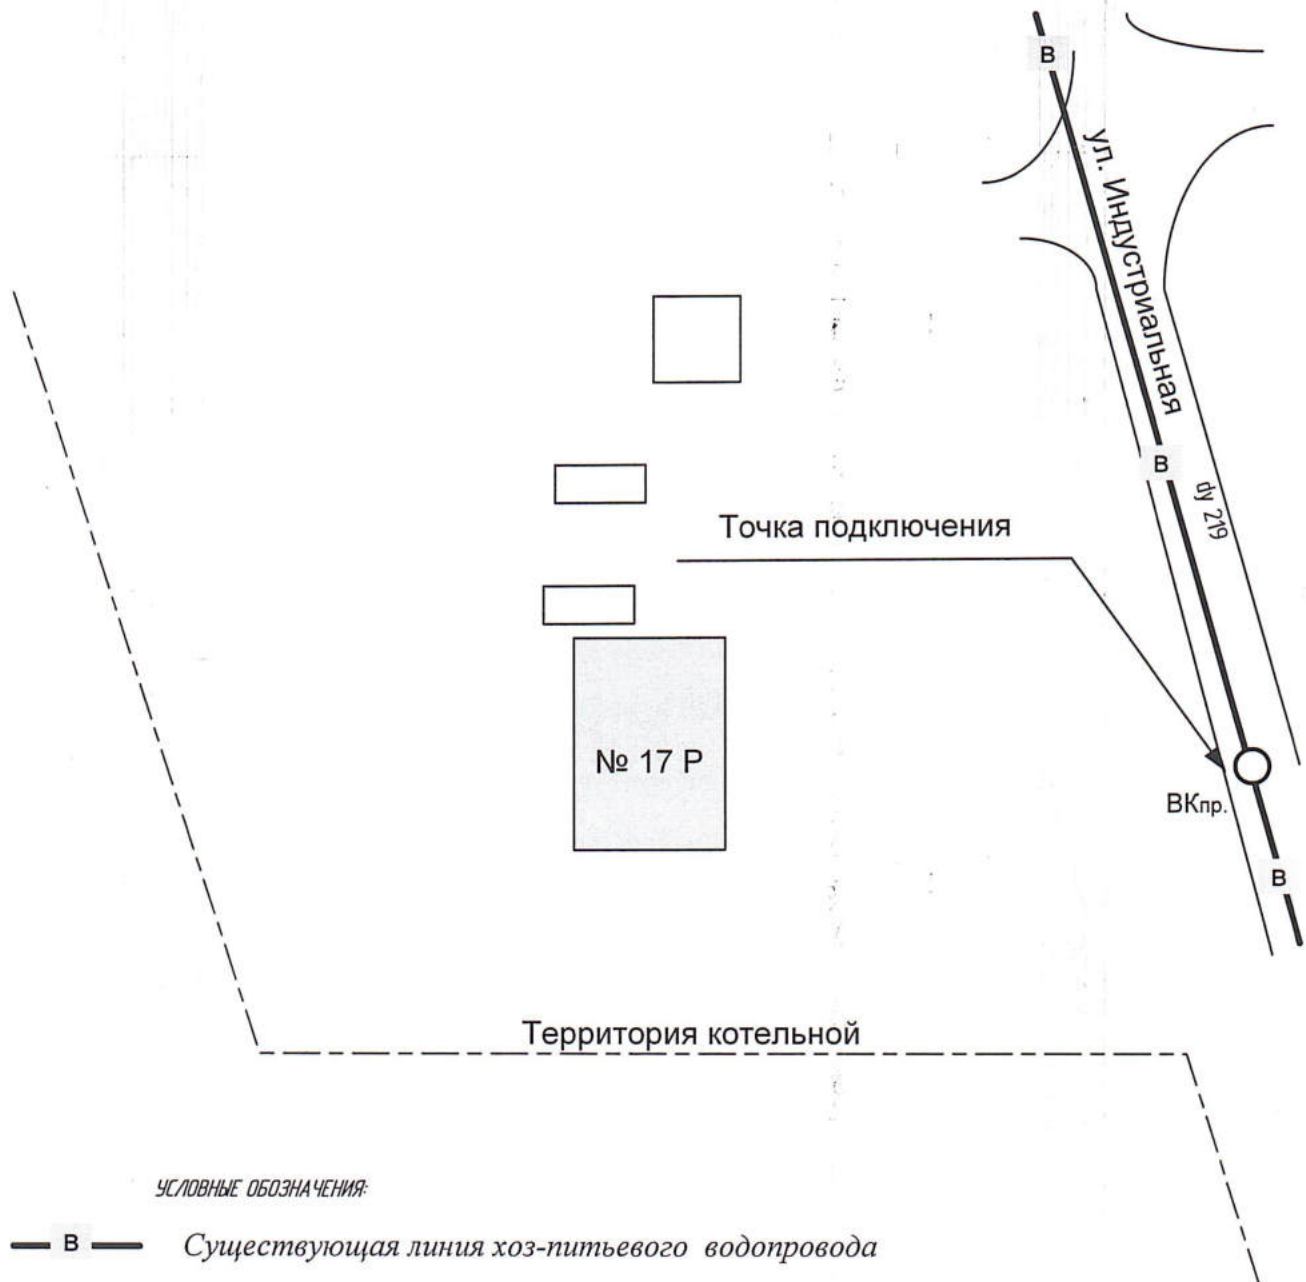 В
ул. Индустриальная
В
dy 219
Точка подключения
№ 17 Р
ВКпр.
В
Территория котельной
УСЛОВНЫЕ ОБОЗНАЧЕНИЯ:
В Существующая линия хоз-питьевого водопровода